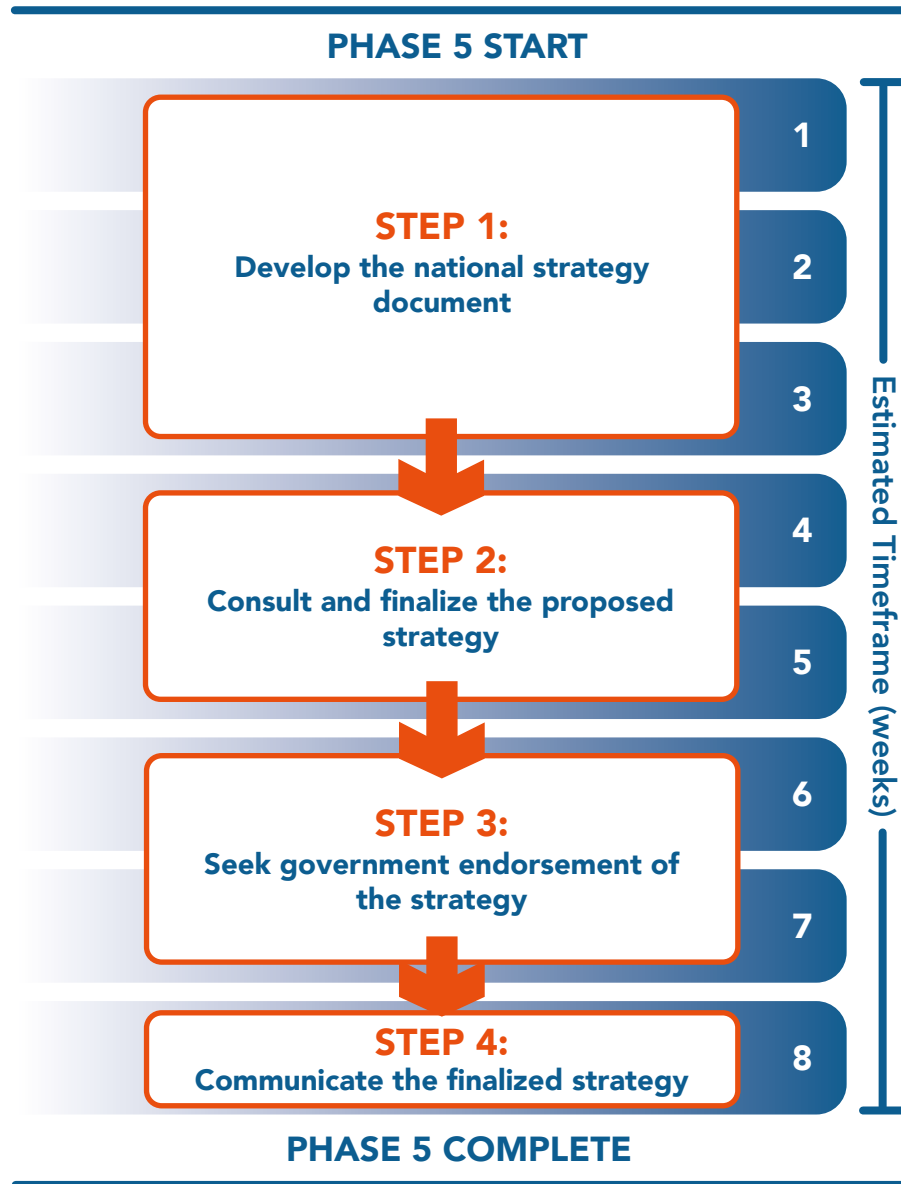 PHASE 5 START
1
STEP 1:
Develop the national strategy
document
2
3
STEP 2:
Consult and finalize the proposed
strategy
4
5
STEP 3:
Seek government endorsement of
the strategy
6
7
STEP 4:
Communicate the finalized strategy
8
Estimated Timeframe (weeks)
PHASE 5 COMPLETE